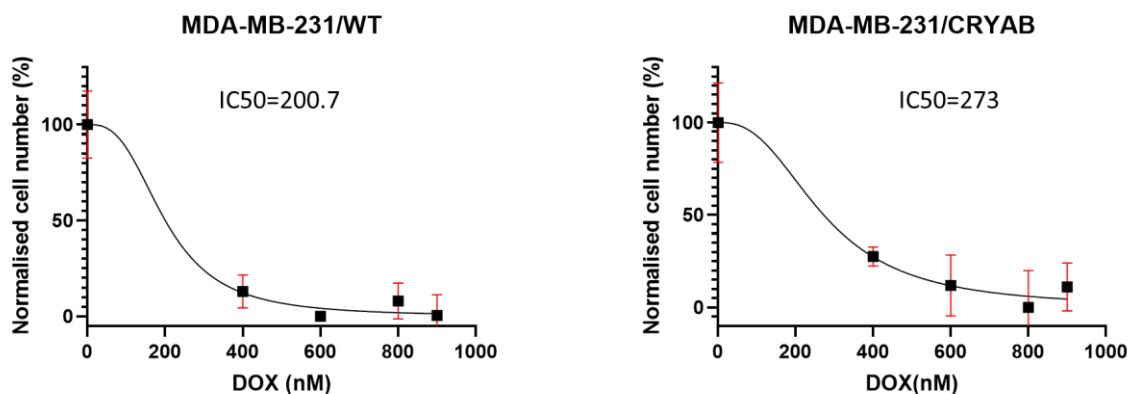 MDA-MB-231/WT
IC50=200.7
Normalised cell number (%)
100
50
0
0 200 400 600 800 1000
DOX (nM)
MDA-MB-231/CRYAB
IC50=273
Normalised cell number (%)
100
50
0
0 200 400 600 800 1000
DOX(nM)